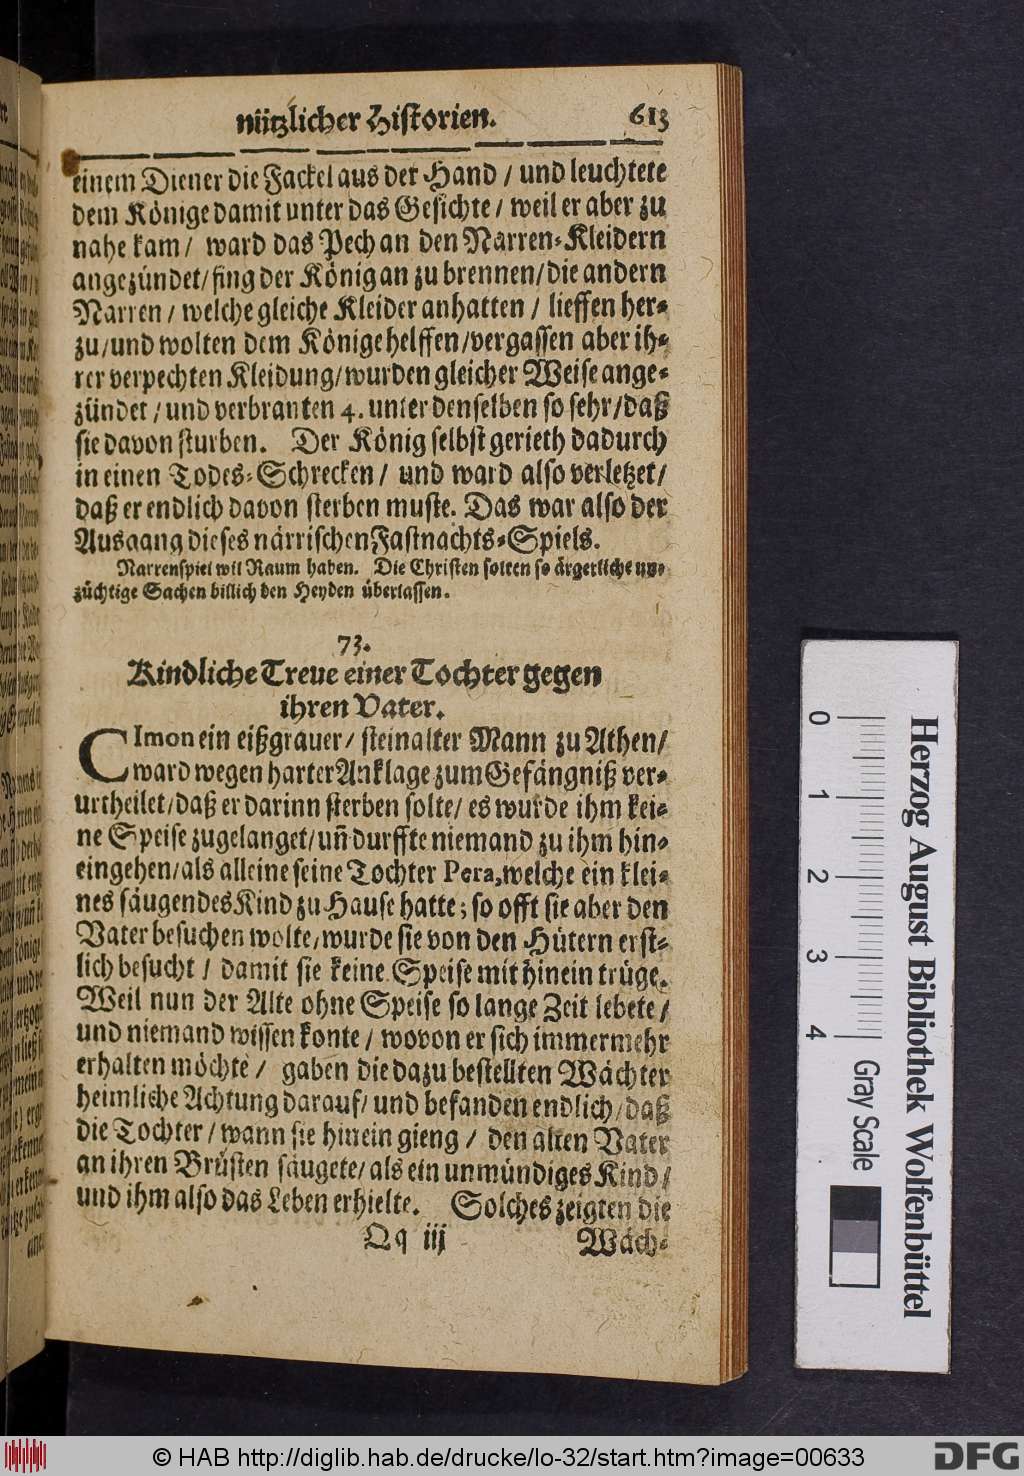 nützlicher Historien. 613
einem Diener die Fackel aus der Hand / und leuchtete
dem Könige damit unter das Gesichte / weil er aber zu
nahe kam / ward das Pech an den Narren-Kleidern
angezündet / fing der König an zu brennen / die andern
Narren / welche gleiche Kleider anhatten / lieffen her-
zu / und wolten dem Könige helffen / vergassen aber ih-
rer verpechten Kleidung / wurden gleicher Weise ange-
zündet / und verbranten 4. unter denselben so sehr / daß
sie davon sturben. Der König selbst gerieth dadurch
in einen Todes-Schrecken / und ward also verletzet /
daß er endlich davon sterben muste. Das war also der
Ausgang dieses närrischen Fastnachts-Spiels.
Narrenspiel wil Raum haben. Die Christen solten so ärgerliche un-
züchtige Sachen billich den Heyden überlassen.
73.
Kindliche Treue einer Tochter gegen
ihren Vater.
CImon ein eißgrauer / steinalter Mann zu Athen /
ward wegen harter Anklage zum Gefängniß ver-
urtheilet / daß er darinn sterben solte / es wurde ihm kei-
ne Speise zugelanget / uñ durffte niemand zu ihm hin-
eingehen / als alleine seine Tochter Pera, welche ein klei-
nes säugendes Kind zu Hause hatte; so offt sie aber den
Vater besuchen wolte / wurde sie von den Hütern erst-
lich besucht / damit sie keine Speise mit hinein trüge.
Weil nun der Alte ohne Speise so lange Zeit lebete /
und niemand wissen konte / wovon er sich immermehr
erhalten möchte / gaben die dazu bestellten Wächter
heimliche Achtung darauf / und befanden endlich / daß
die Tochter / wann sie hinein gieng / den alten Vater
an ihren Brüsten säugete / als ein unmündiges Kind /
und ihm also das Leben erhielte. Solches zeigten die
Qq iij Wäch-
0 1 2 3 4
Gray Scale
Herzog August Bibliothek Wolfenbüttel
© HAB http://diglib.hab.de/drucke/lo-32/start.htm?image=00633
DFG